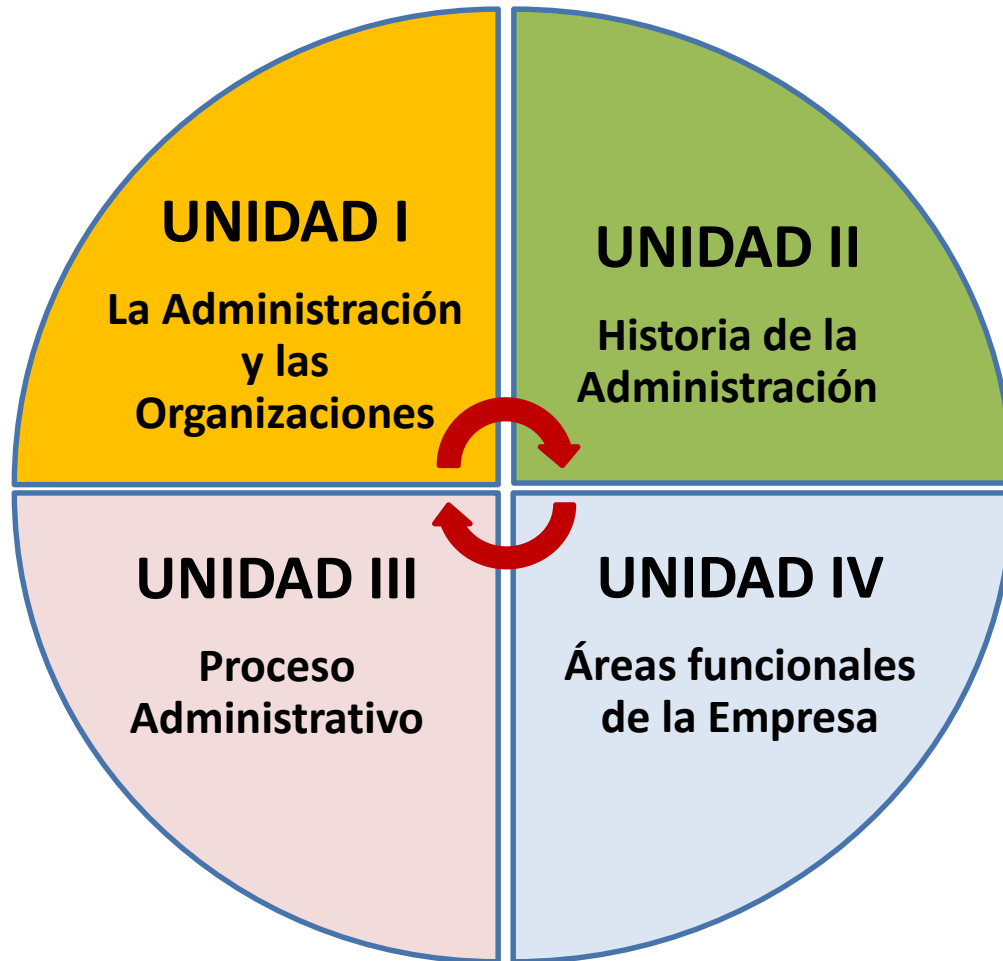 UNIDAD I
La Administración
y las
Organizaciones
UNIDAD II
Historia de la
Administración
UNIDAD III
Proceso
Administrativo
UNIDAD IV
Áreas funcionales
de la Empresa